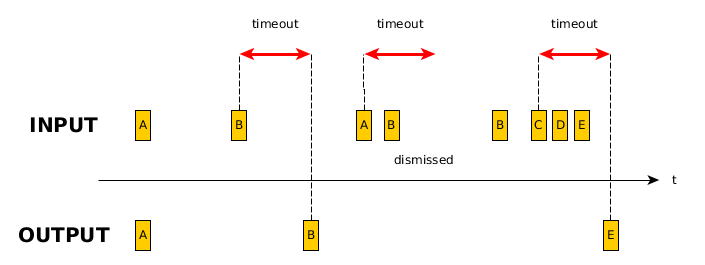 timeout timeout timeout
INPUT A B A B B C D E
dismissed
t
OUTPUT A B E